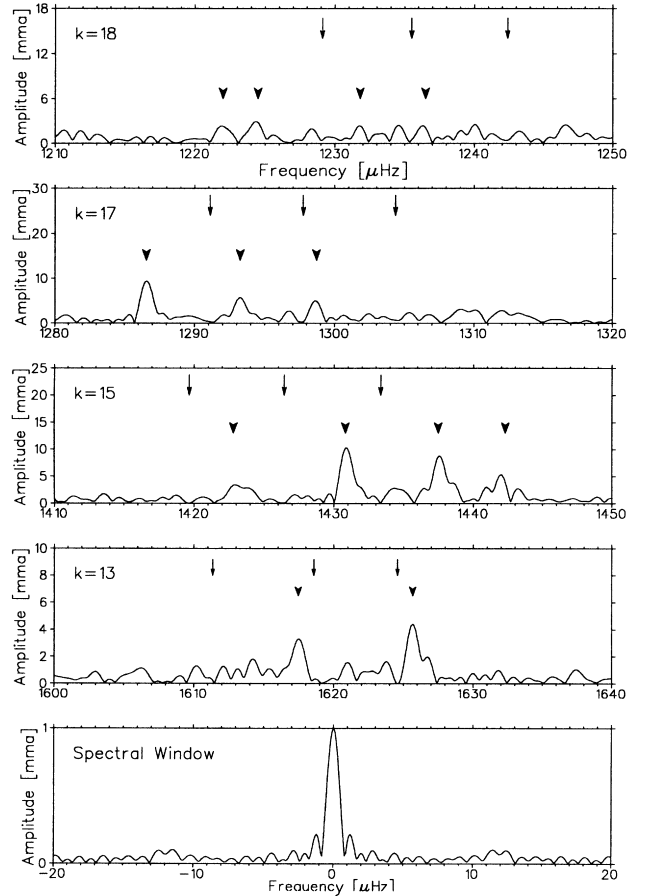 18
12
6
0
Amplitude [mma]
k=18
1210 1220 1230 1240 1250
Frequency [μHz]
30
20
10
0
Amplitude [mma]
k=17
1280 1290 1300 1310 1320
25
20
15
10
5
0
Amplitude [mma]
k=15
1410 1420 1430 1440 1450
10
8
6
4
2
0
Amplitude [mma]
k=13
1600 1610 1620 1630 1640
1
0
Amplitude [mma]
Spectral Window
-20 -10 0 10 20
Frequency [μHz]